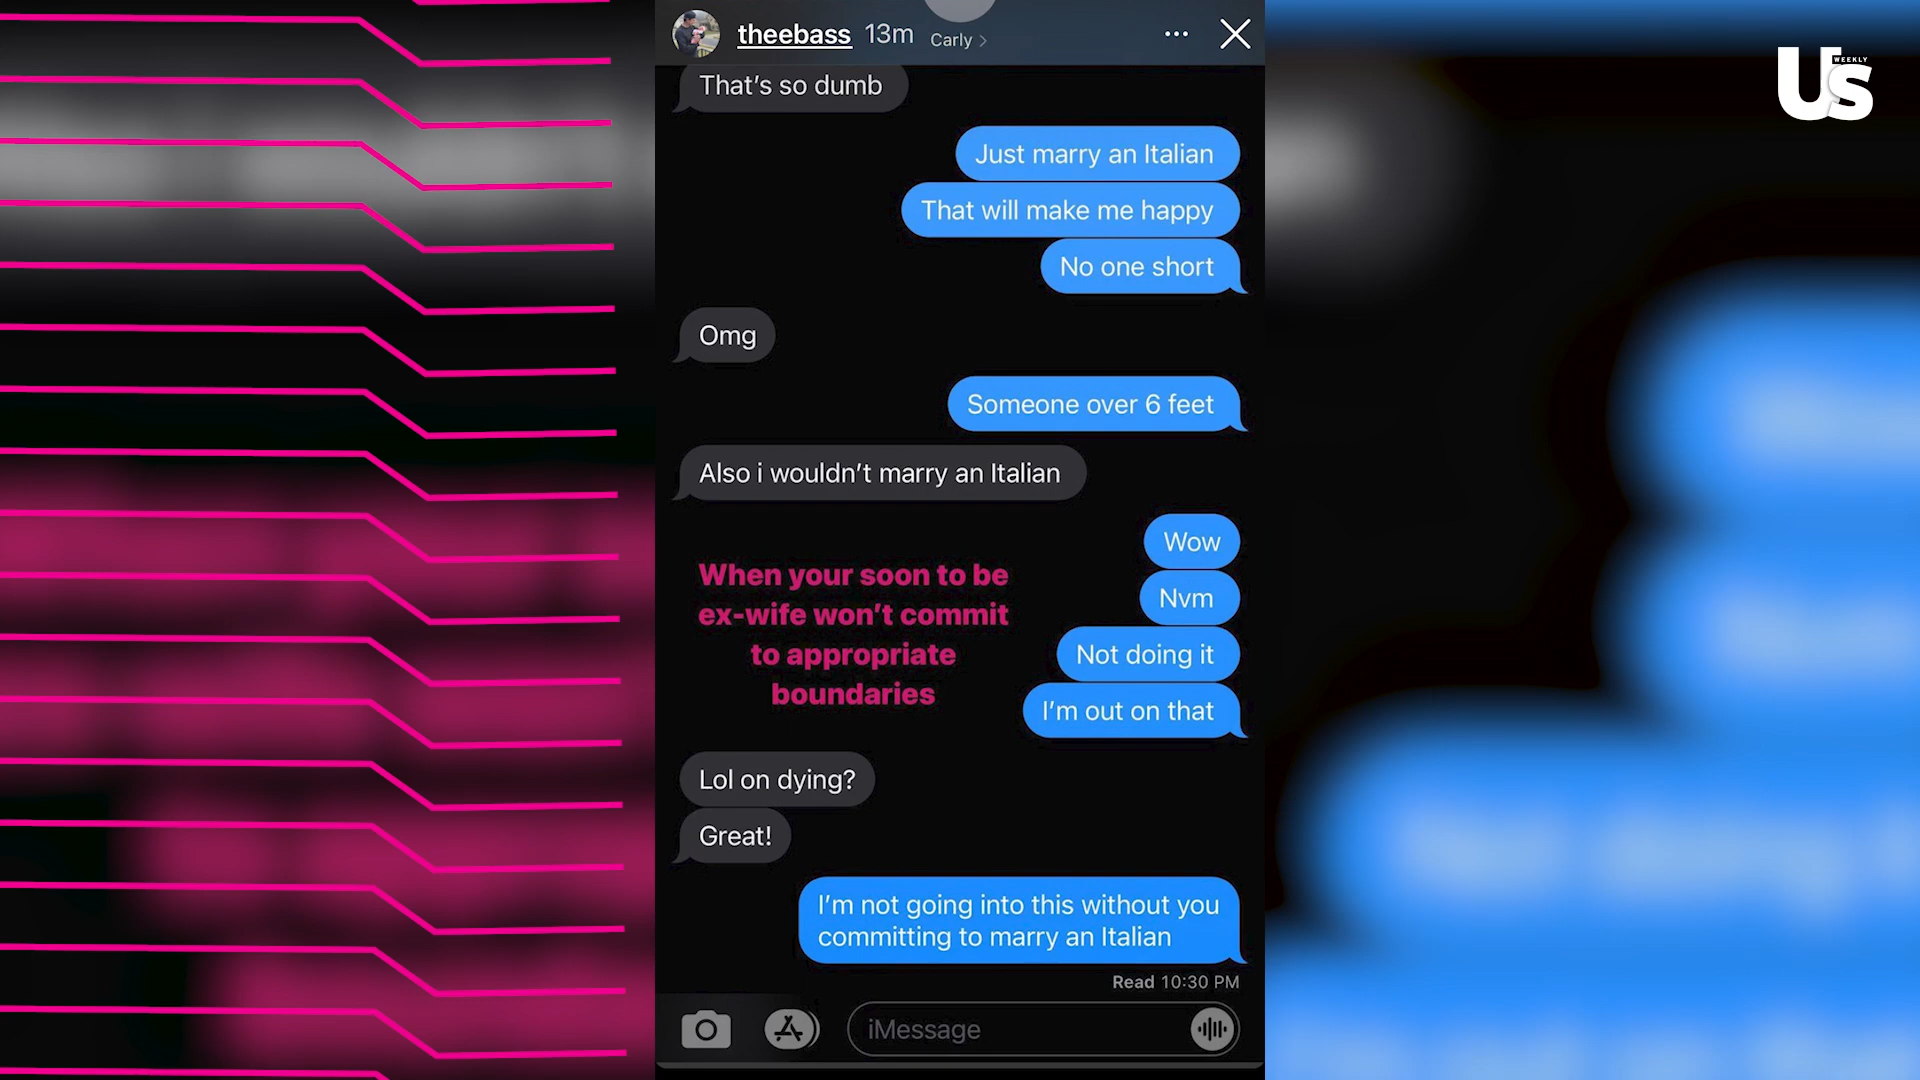 theebass 13m
Carly >
US
WEEKLY
That's so dumb
Just marry an Italian
That will make me happy
No one short
Omg
Someone over 6 feet
Also i wouldn't marry an Italian
Wow
Nvm
Not doing it
I'm out on that
When your soon to be
ex-wife won't commit
to appropriate
boundaries
Lol on dying?
Great!
I'm not going into this without you
committing to marry an Italian
Read 10:30 PM
iMessage